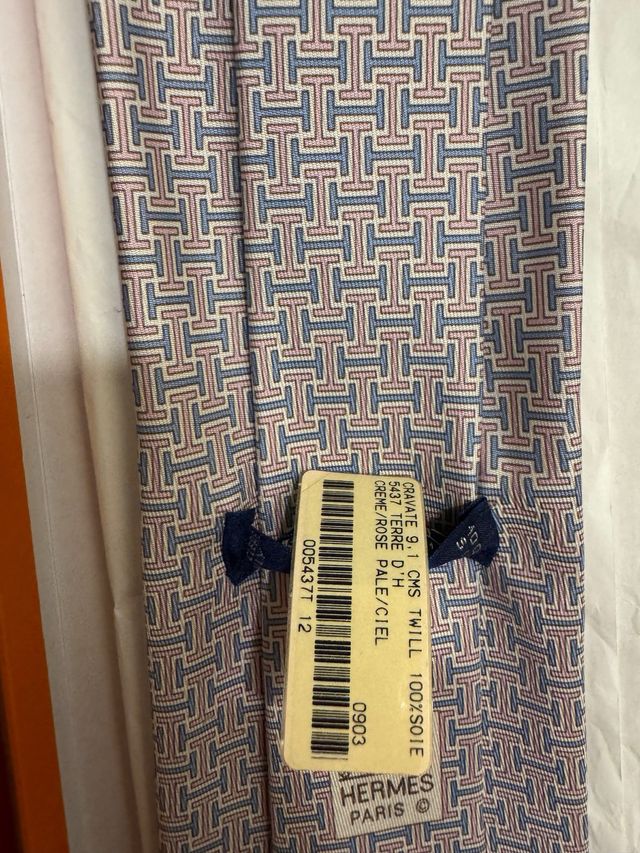 CRAVATE 9,1 CMS TWILL 100%SOIE
5437 TERRE D'H
CREME/ROSE PALE/CIEL
0903
005437T 12
HERMES
PARIS ©